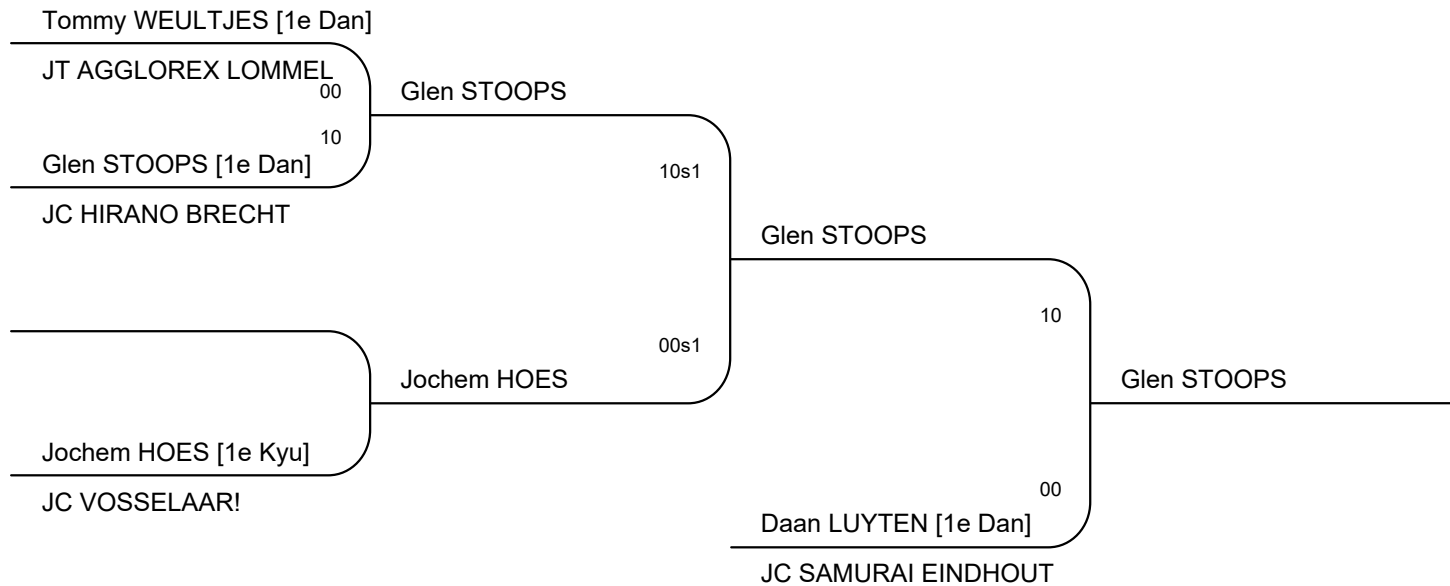 Tommy WEULTJES [1e Dan]
JT AGGLOREX LOMMEL
00
Glen STOOPS
10
Glen STOOPS [1e Dan]
10s1
JC HIRANO BRECHT
Glen STOOPS
10
00s1
Jochem HOES
Glen STOOPS
Jochem HOES [1e Kyu]
00
JC VOSSELAAR!
Daan LUYTEN [1e Dan]
JC SAMURAI EINDHOUT